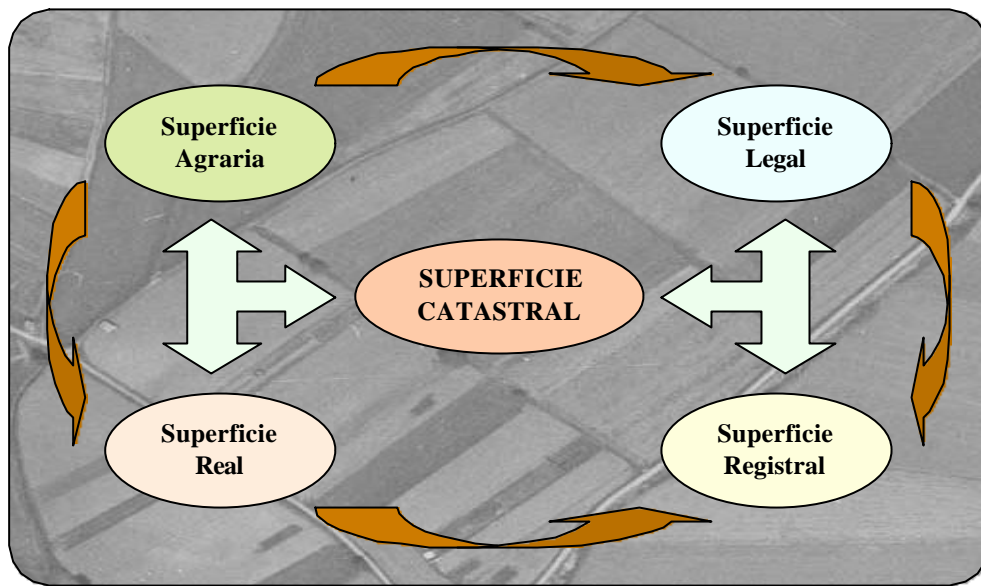 Superficie
Agraria
Superficie
Legal
SUPERFICIE
CATASTRAL
Superficie
Real
Superficie
Registral